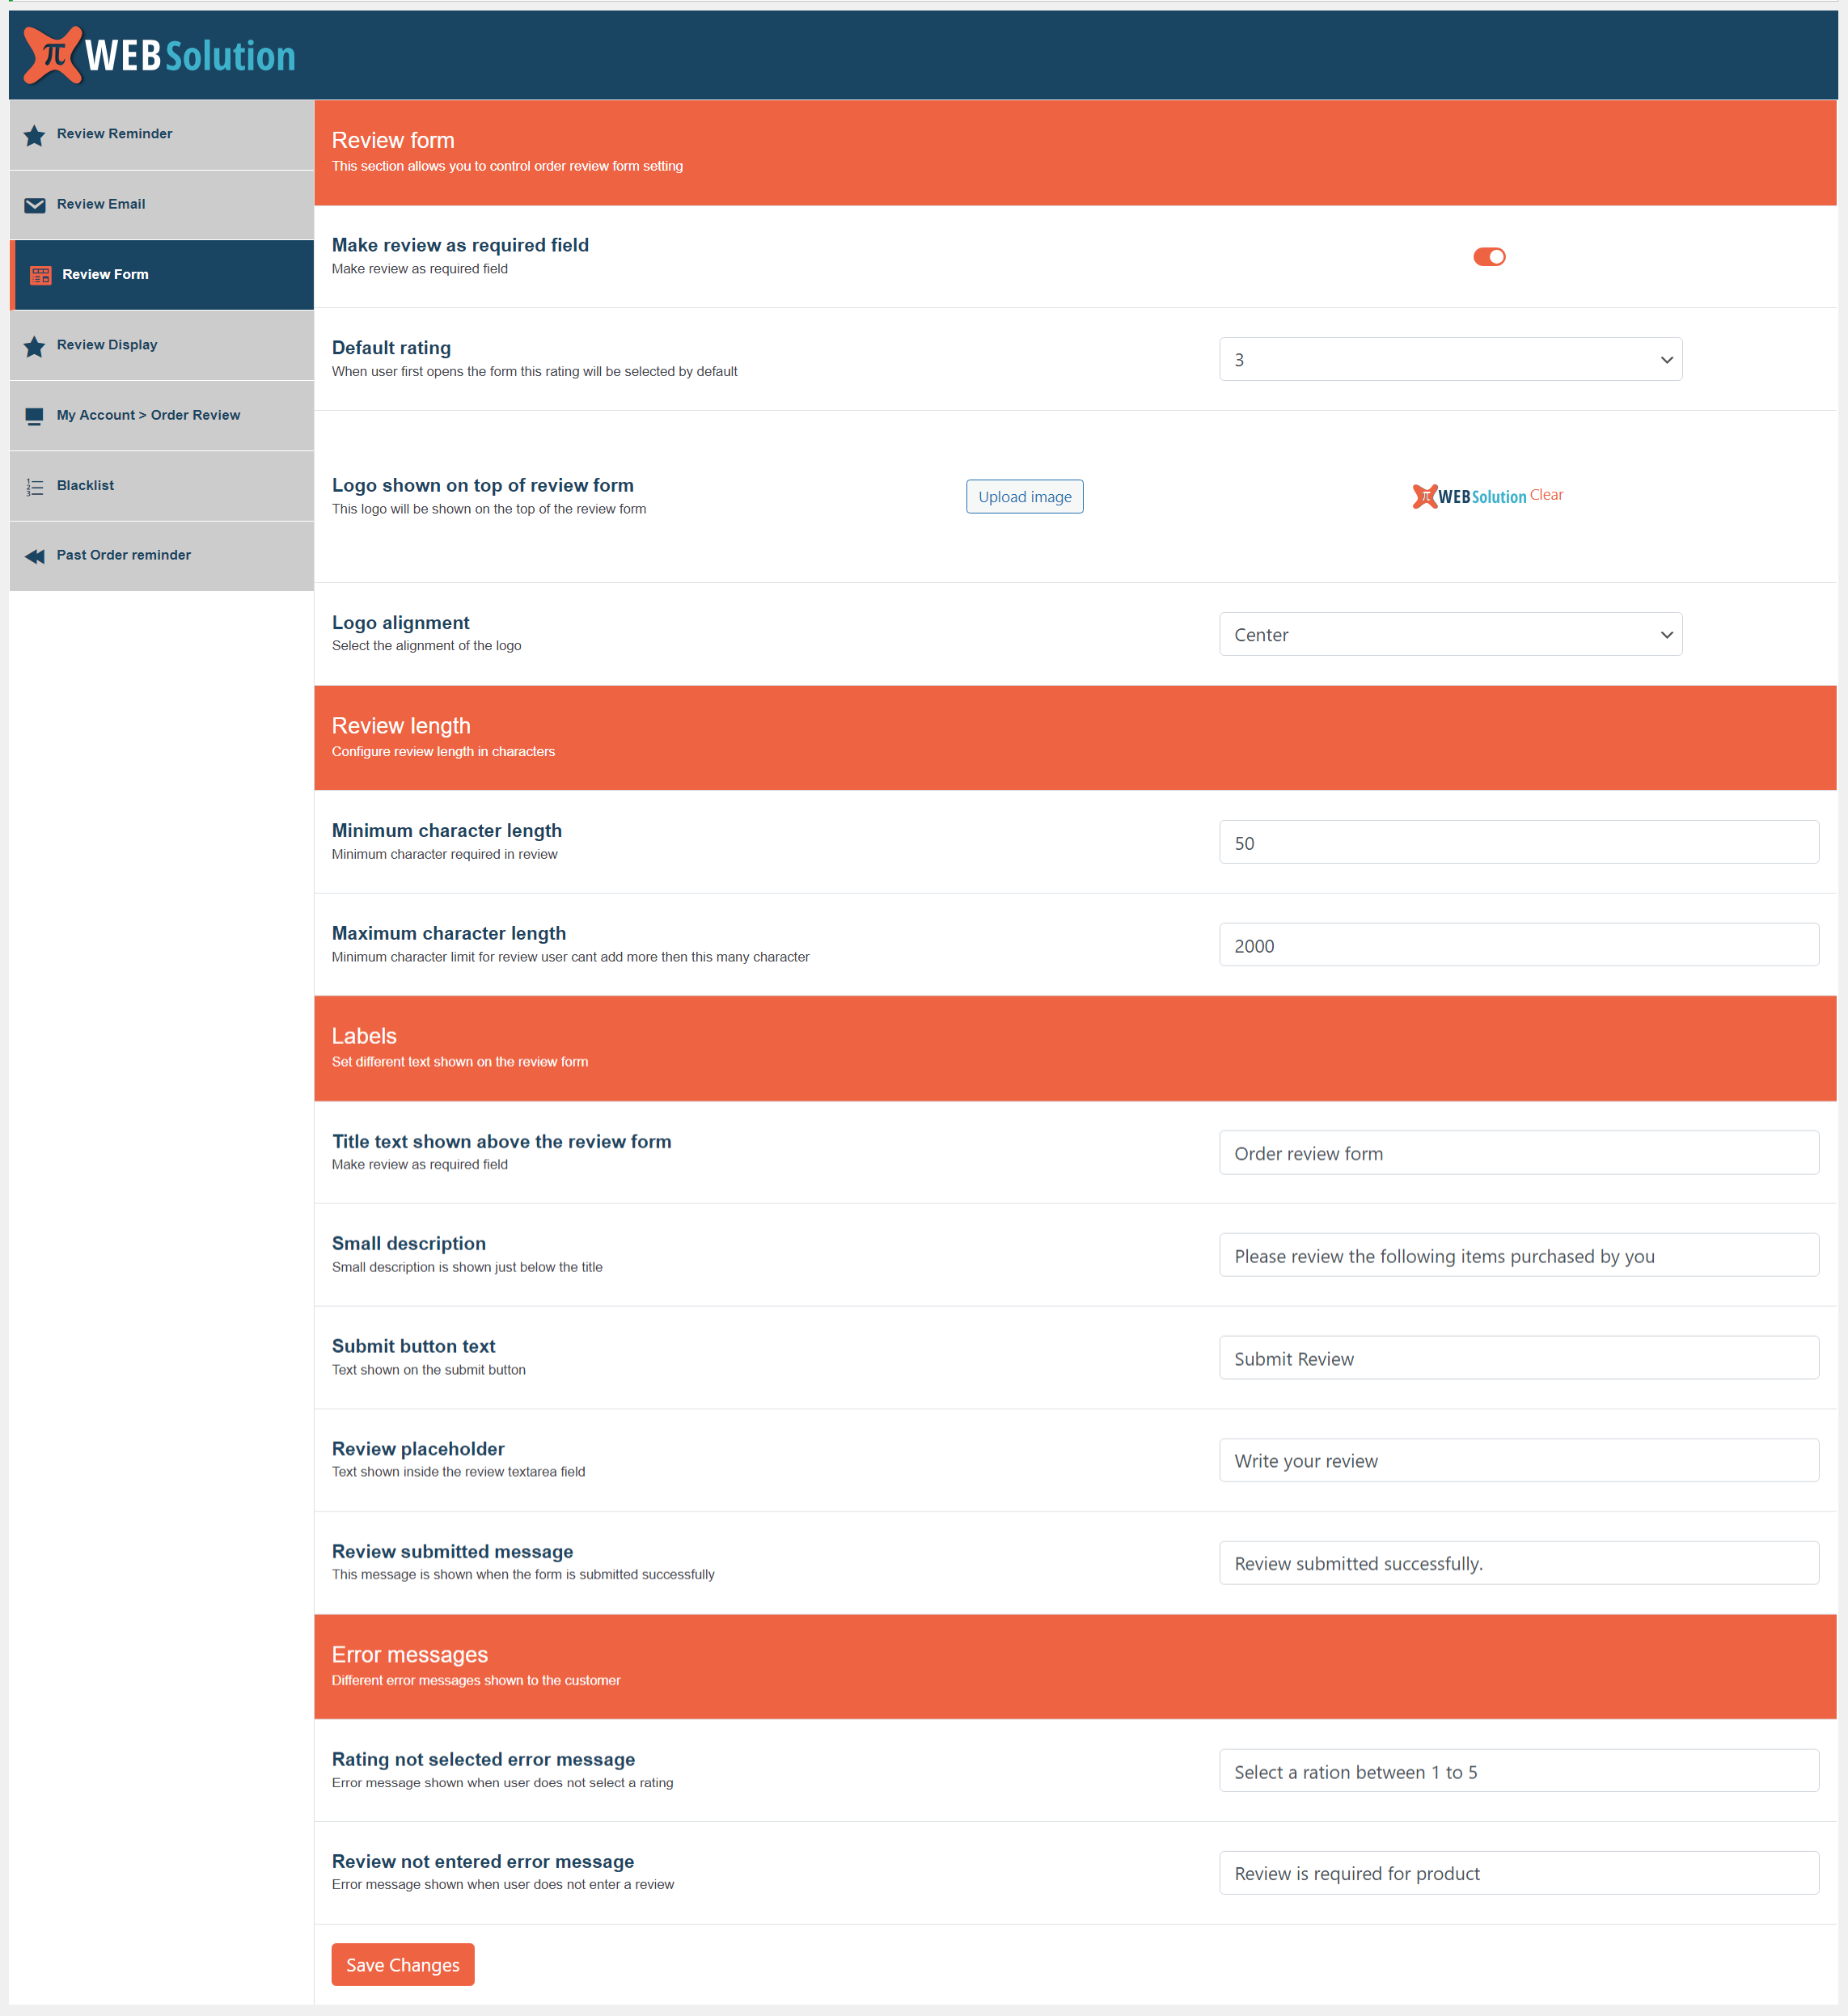 π WEB Solution
Review Reminder
Review Email
Review Form
Review Display
My Account > Order Review
Blacklist
Past Order reminder
Review form
This section allows you to control order review form setting
Make review as required field
Make review as required field
Default rating
When user first opens the form this rating will be selected by default
3
Logo shown on top of review form
This logo will be shown on the top of the review form
Upload image
π WEB Solution Clear
Logo alignment
Select the alignment of the logo
Center
Review length
Configure review length in characters
Minimum character length
Minimum character required in review
50
Maximum character length
Minimum character limit for review user cant add more then this many character
2000
Labels
Set different text shown on the review form
Title text shown above the review form
Make review as required field
Order review form
Small description
Small description is shown just below the title
Please review the following items purchased by you
Submit button text
Text shown on the submit button
Submit Review
Review placeholder
Text shown inside the review textarea field
Write your review
Review submitted message
This message is shown when the form is submitted successfully
Review submitted successfully.
Error messages
Different error messages shown to the customer
Rating not selected error message
Error message shown when user does not select a rating
Select a ration between 1 to 5
Review not entered error message
Error message shown when user does not enter a review
Review is required for product
Save Changes